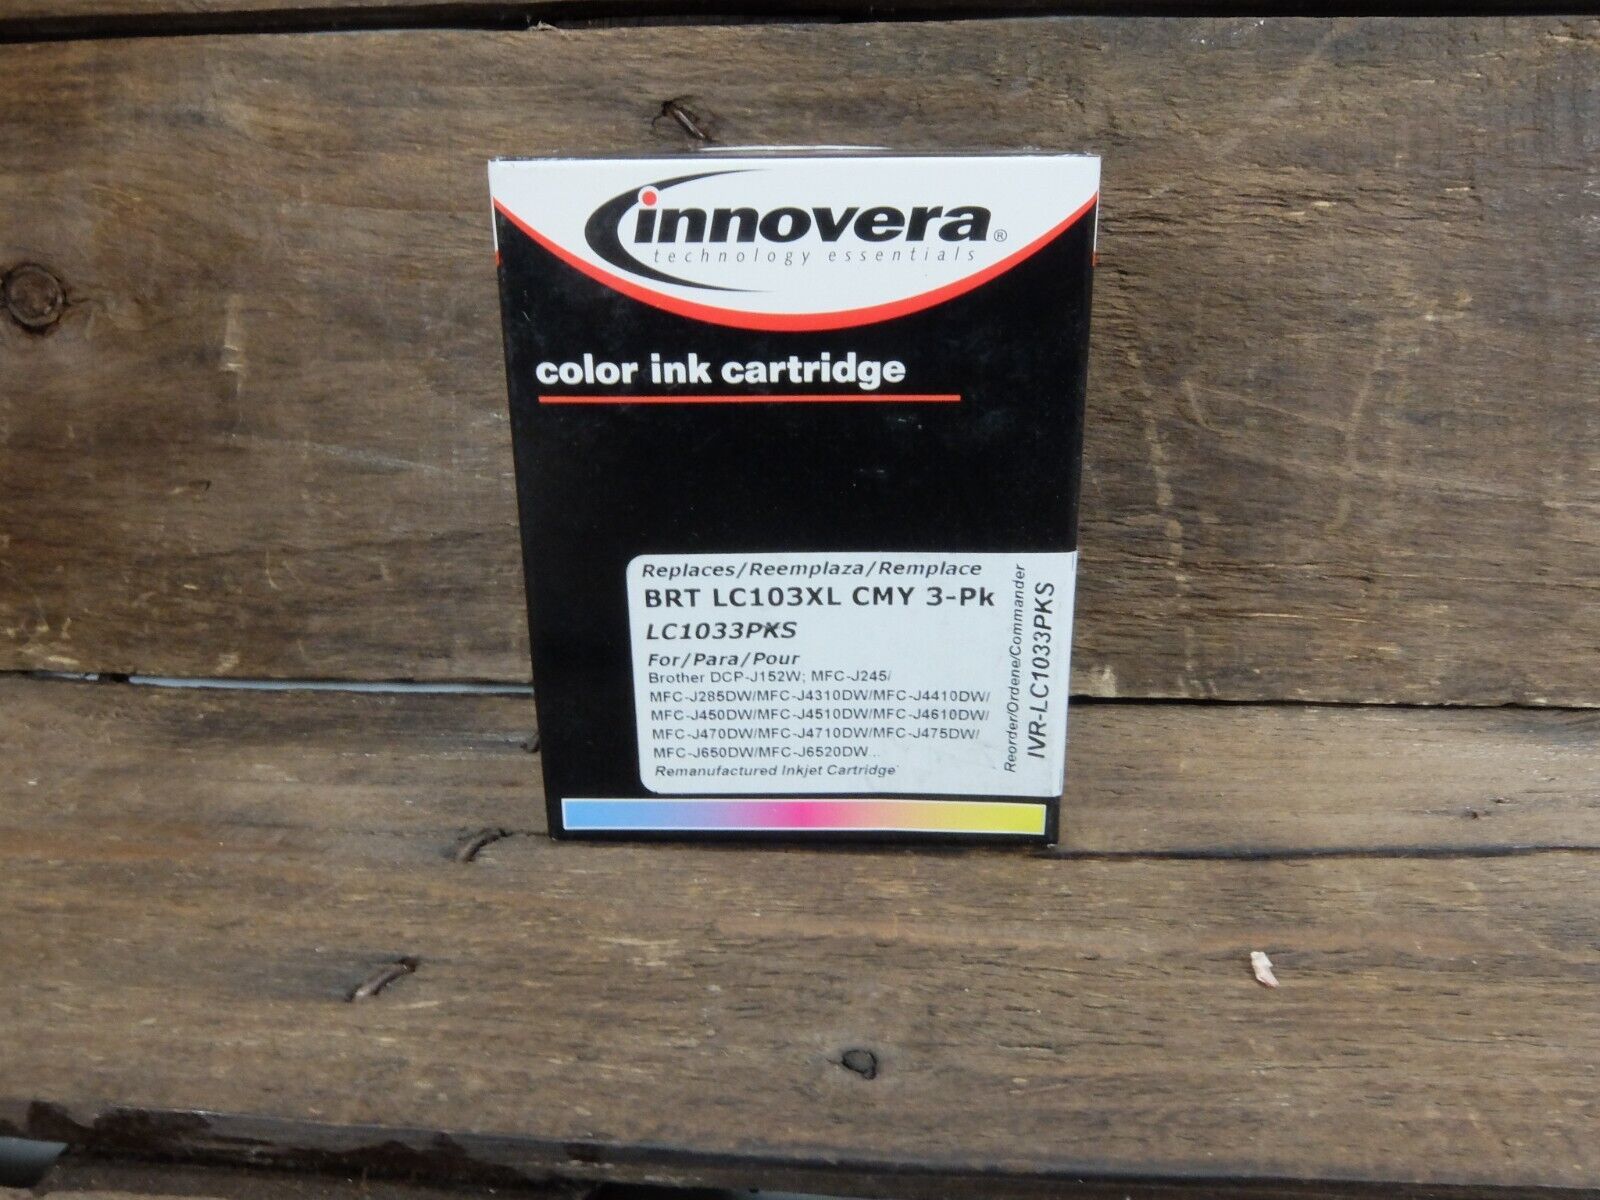 innovera®
technology essentials
color ink cartridge
Replaces/Reemplaza/Remplace
BRT LC103XL CMY 3-Pk
LC1033PKS
For/Para/Pour
Brother DCP-J152W; MFC-J245/
MFC-J285DW/MFC-J4310DW/MFC-J4410DW/
MFC-J450DW/MFC-J4510DW/MFC-J4610DW/
MFC-J470DW/MFC-J4710DW/MFC-J475DW/
MFC-J650DW/MFC-J6520DW...
Remanufactured Inkjet Cartridge
Reorder/Ordene/Commander
IVR-LC1033PKS